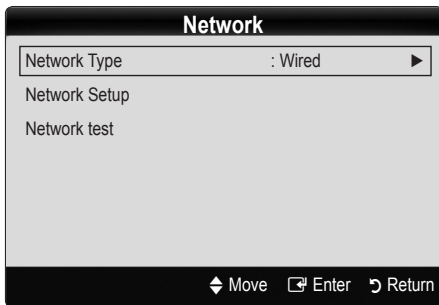 Network
Network Type : Wired ▶
Network Setup
Network test
Move Enter Return